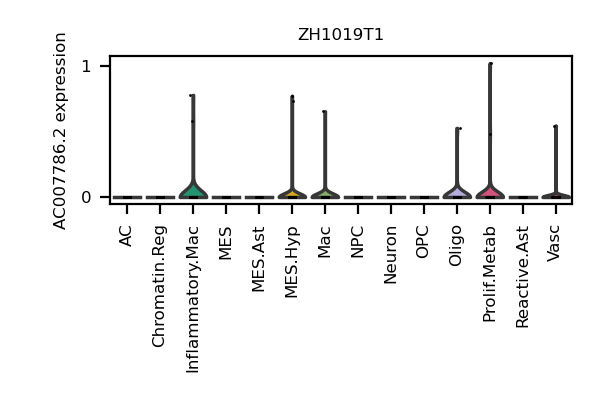 ZH1019T1
AC007786.2 expression
1
0
AC
Chromatin.Reg
Inflammatory.Mac
MES
MES.Ast
MES.Hyp
Mac
NPC
Neuron
OPC
Oligo
Prolif.Metab
Reactive.Ast
Vasc